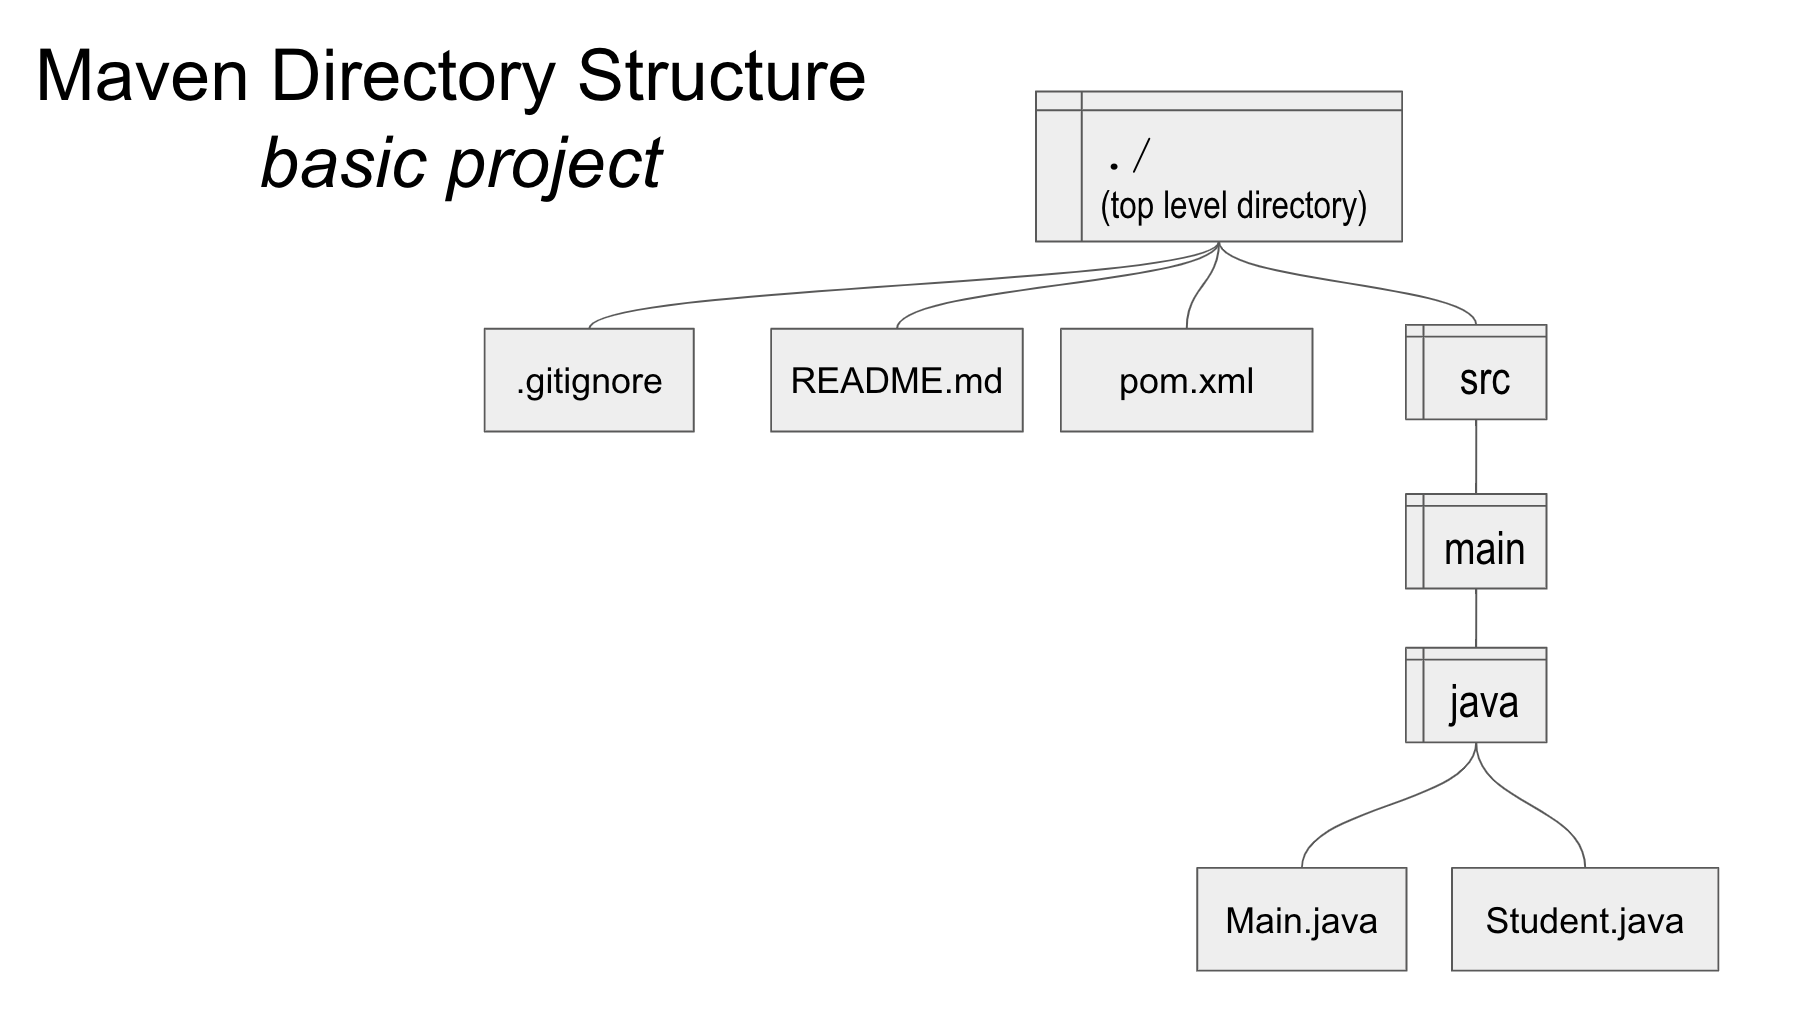 Maven Directory Structure
basic project
./
(top level directory)
.gitignore
README.md
pom.xml
src
main
java
Main.java
Student.java